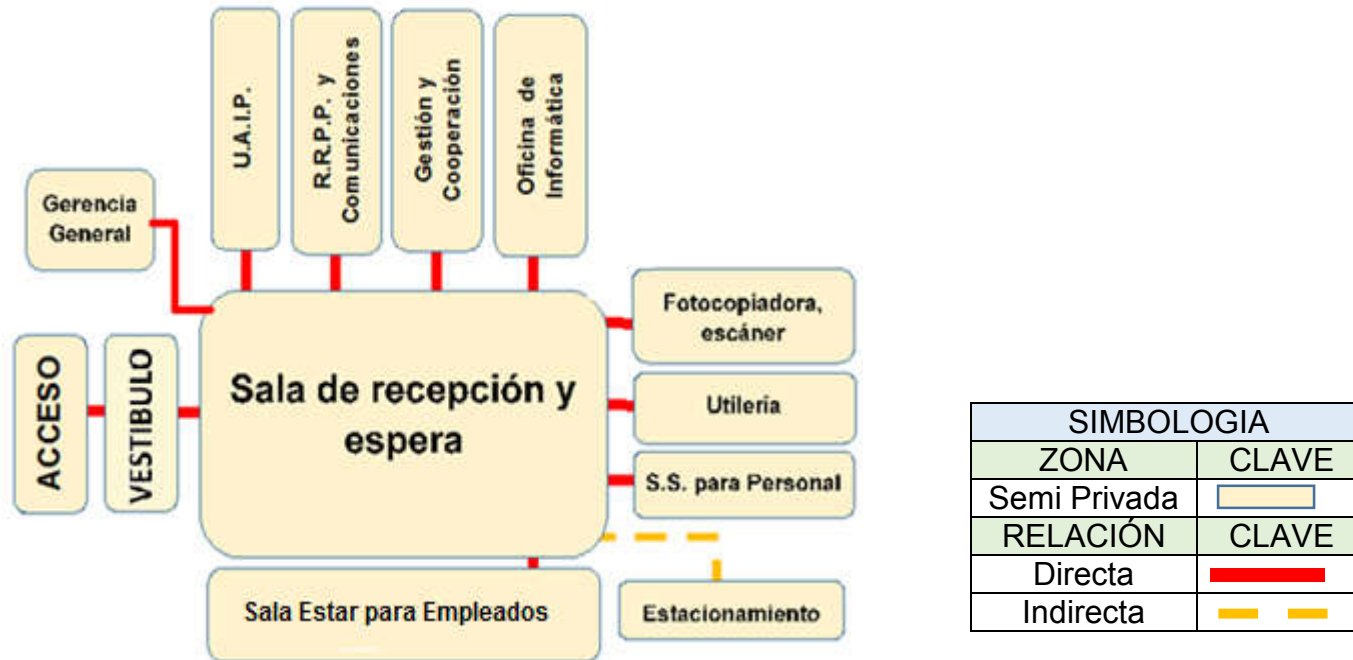 U.A.I.P.
R.R.P.P. y
Comunicaciones
Gestión y
Cooperación
Oficina de
Informática
Gerencia
General
Fotocopiadora,
escáner
ACCESO
VESTIBULO
Sala de recepción y
espera
Utilería
S.S. para Personal
Sala Estar para Empleados
Estacionamiento
SIMBOLOGIA
ZONA CLAVE
Semi Privada
RELACIÓN CLAVE
Directa
Indirecta